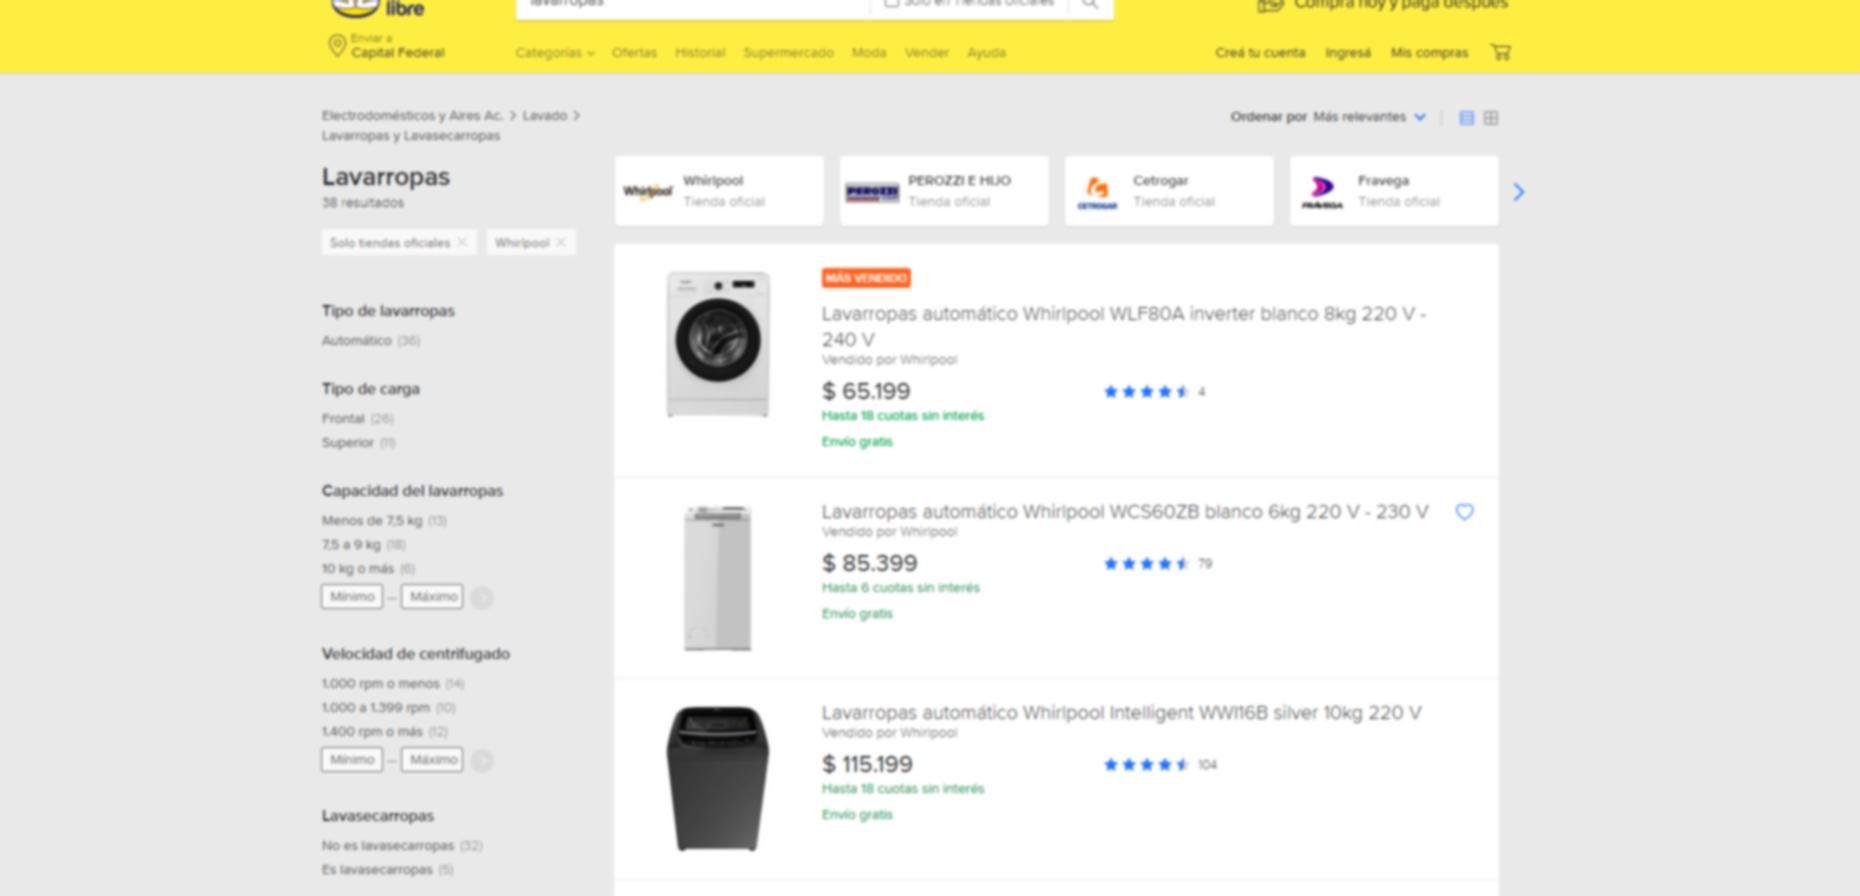 libre
lavarropas
Solo en Tiendas oficiales
Comprá hoy y pagá después
Enviar a
Capital Federal
Categorías
Ofertas
Historial
Supermercado
Moda
Vender
Ayuda
Creá tu cuenta
Ingresá
Mis compras
Electrodomésticos y Aires Ac. > Lavado >
Lavarropas y Lavasecarropas
Ordenar por Más relevantes
Lavarropas
38 resultados
Solo tiendas oficiales
Whirlpool
Tipo de lavarropas
Automático (36)
Tipo de carga
Frontal (26)
Superior (11)
Capacidad del lavarropas
Menos de 7,5 kg (13)
7,5 a 9 kg (18)
10 kg o más (6)
Mínimo – Máximo
Velocidad de centrifugado
1.000 rpm o menos (14)
1.000 a 1.399 rpm (10)
1.400 rpm o más (12)
Mínimo – Máximo
Lavasecarropas
No es lavasecarropas (32)
Es lavasecarropas (5)
Whirlpool
Whirlpool
Tienda oficial
PEROZZI
PEROZZI E HIJO
Tienda oficial
CETROGAR
Cetrogar
Tienda oficial
FRAVEGA
Fravega
Tienda oficial
MÁS VENDIDO
Lavarropas automático Whirlpool WLF80A inverter blanco 8kg 220 V -
240 V
Vendido por Whirlpool
$ 65.199
4
Hasta 18 cuotas sin interés
Envío gratis
Lavarropas automático Whirlpool WCS60ZB blanco 6kg 220 V - 230 V
Vendido por Whirlpool
$ 85.399
79
Hasta 6 cuotas sin interés
Envío gratis
Lavarropas automático Whirlpool Intelligent WWI16B silver 10kg 220 V
Vendido por Whirlpool
$ 115.199
104
Hasta 18 cuotas sin interés
Envío gratis